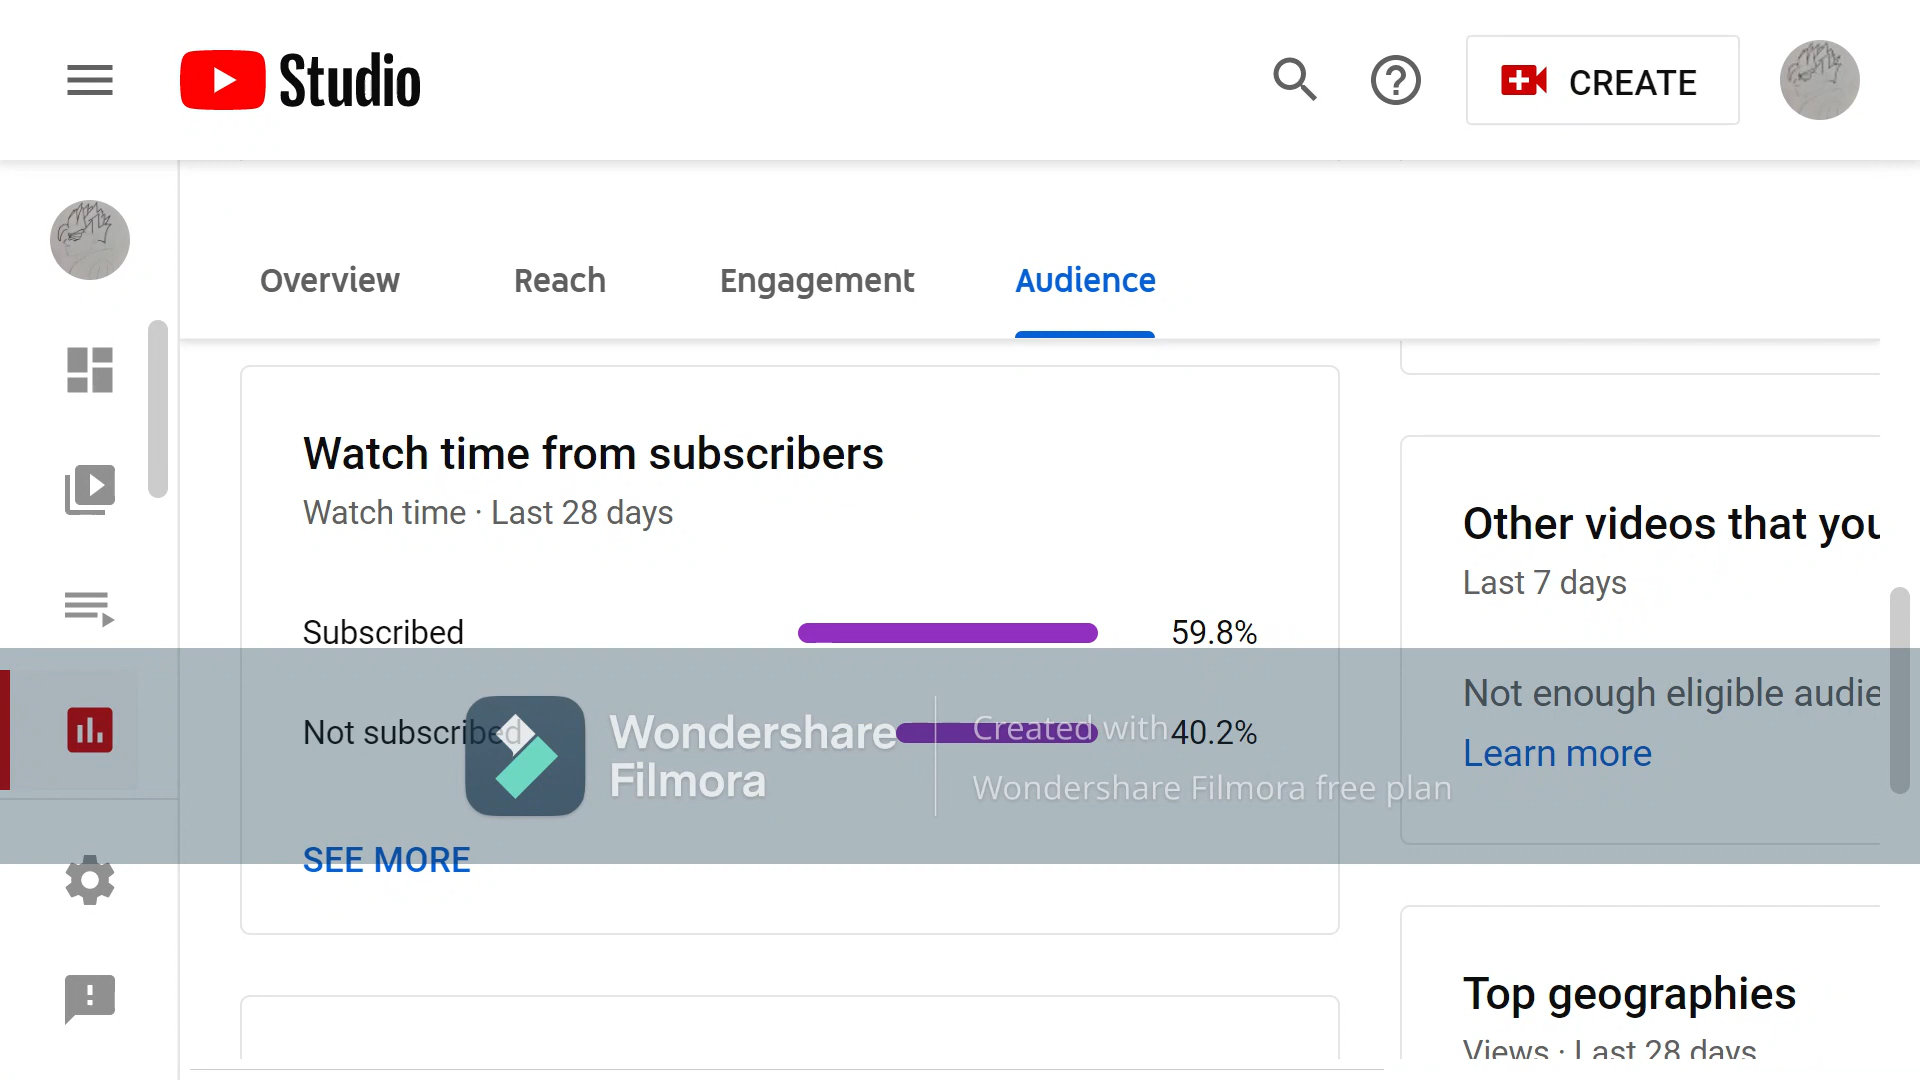 Studio
CREATE
Overview
Reach
Engagement
Audience
Watch time from subscribers
Watch time · Last 28 days
Subscribed
59.8%
Not subscribed
40.2%
SEE MORE
Other videos that you
Last 7 days
Not enough eligible audie
Learn more
Top geographies
Views · Last 28 days
Wondershare
Filmora
Created with
Wondershare Filmora free plan